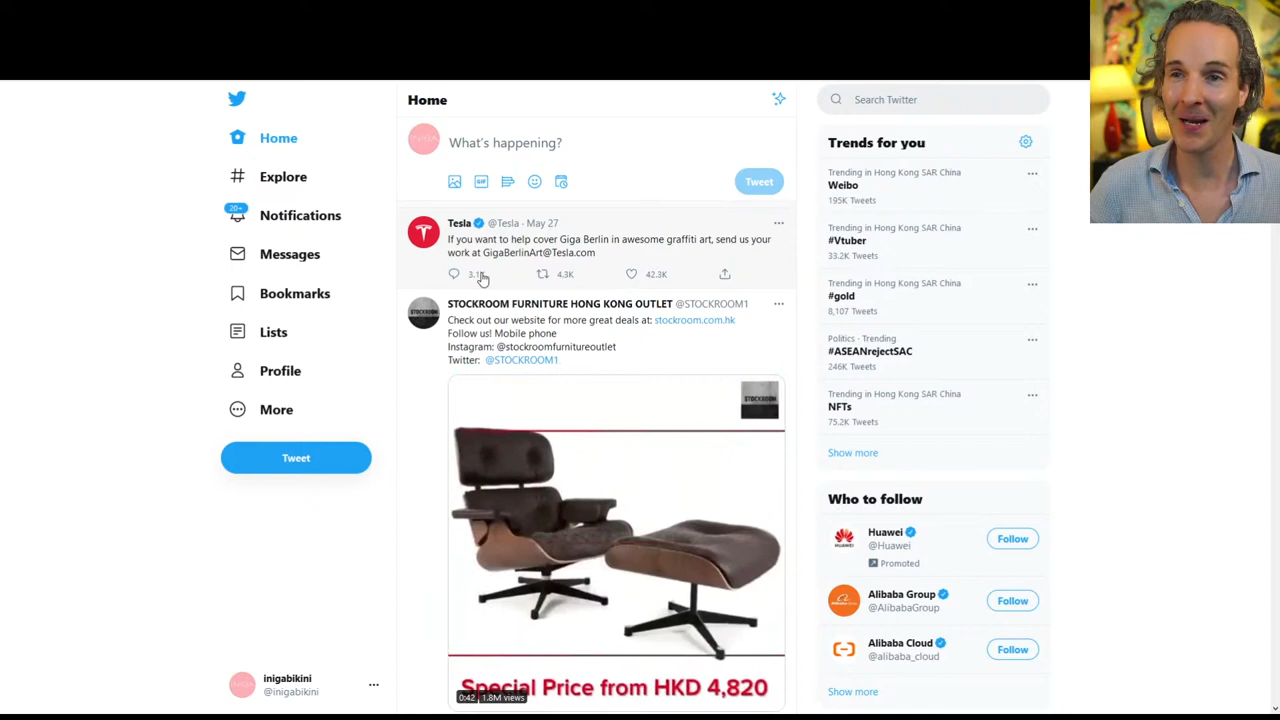 Home
Explore
20+
Notifications
Messages
Bookmarks
Lists
Profile
More
Tweet
inigabikini
@inigabikini
Home
What's happening?
GIF
Tweet
Tesla @Tesla · May 27
If you want to help cover Giga Berlin in awesome graffiti art, send us your
work at GigaBerlinArt@Tesla.com
4.3K 42.3K
STOCKROOM FURNITURE HONG KONG OUTLET @STOCKROOM1
Check out our website for more great deals at: stockroom.com.hk
Follow us! Mobile phone
Instagram: @stockroomfurnitureoutlet
Twitter: @STOCKROOM1
STOCKROOM
Special Price from HKD 4,820
0:42 1.8M views
Search Twitter
Trends for you
Trending in Hong Kong SAR China
Weibo
195K Tweets
Trending in Hong Kong SAR China
#Vtuber
33.2K Tweets
Trending in Hong Kong SAR China
#gold
8,107 Tweets
Politics · Trending
#ASEANrejectSAC
246K Tweets
Trending in Hong Kong SAR China
NFTs
75.2K Tweets
Show more
Who to follow
Huawei
@Huawei
Promoted
Follow
Alibaba Group
@AlibabaGroup
Follow
Alibaba Cloud
@alibaba_cloud
Follow
Show more